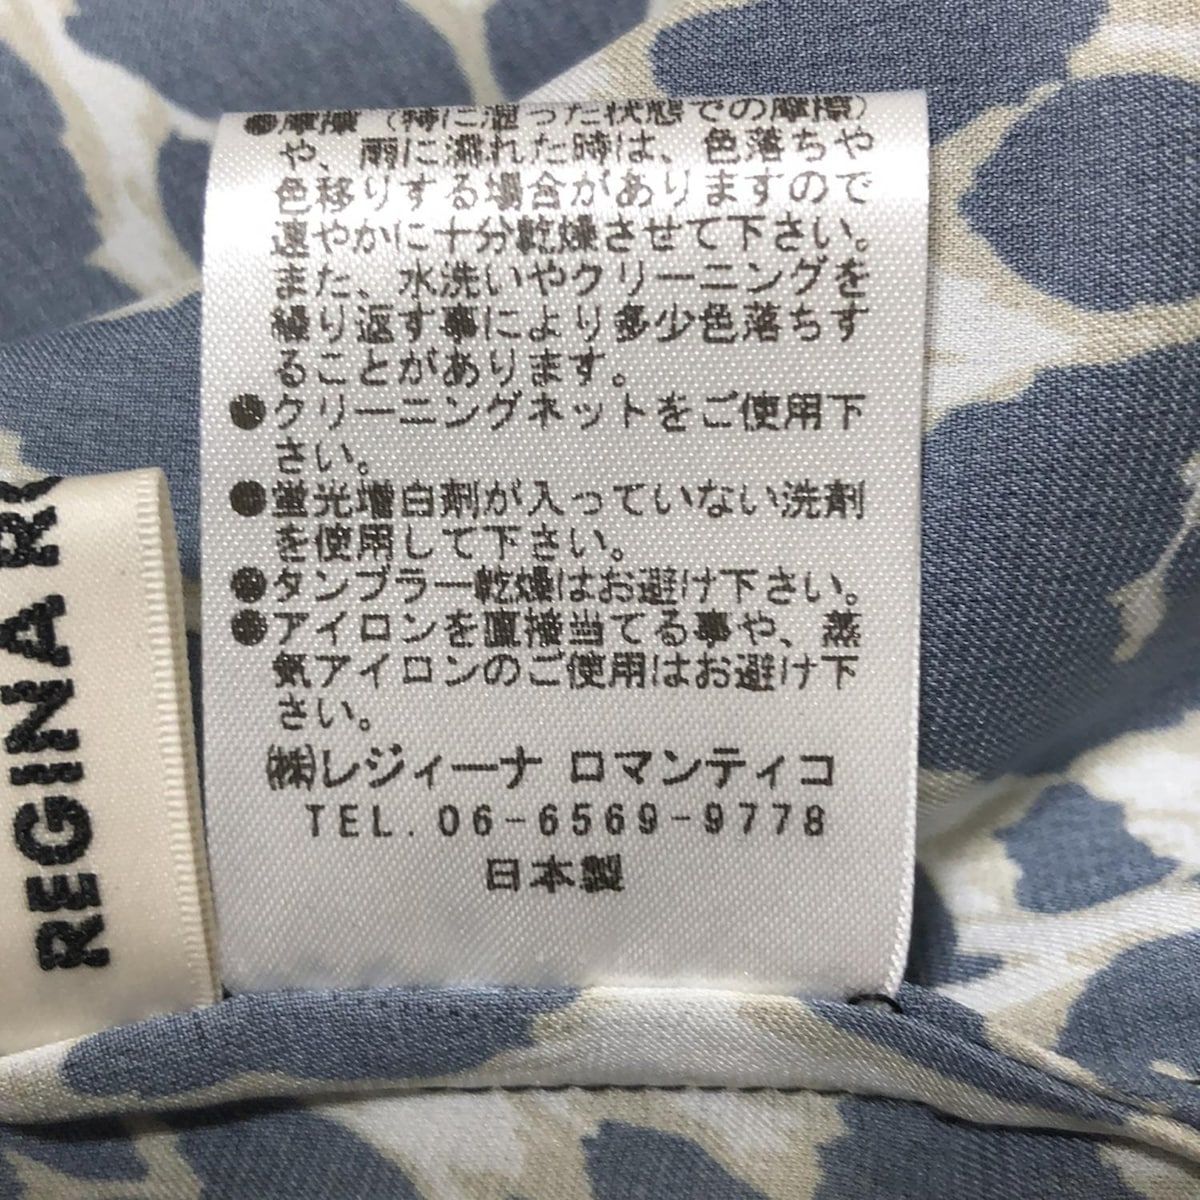 ●摩擦（特に湿った状態での摩擦）
や、雨に濡れた時は、色落ちや
色移りする場合がありますので
速やかに十分乾燥させて下さい。
また、水洗いやクリーニングを
繰り返す事により多少色落ちす
ることがあります。
●クリーニングネットをご使用下
さい。
●蛍光増白剤が入っていない洗剤
を使用して下さい。
●タンブラー乾燥はお避け下さい。
●アイロンを直接当てる事や、蒸
気アイロンのご使用はお避け下
さい。
㈱レジィーナ ロマンティコ
TEL. 06-6569-9778
日本製
REGINA R